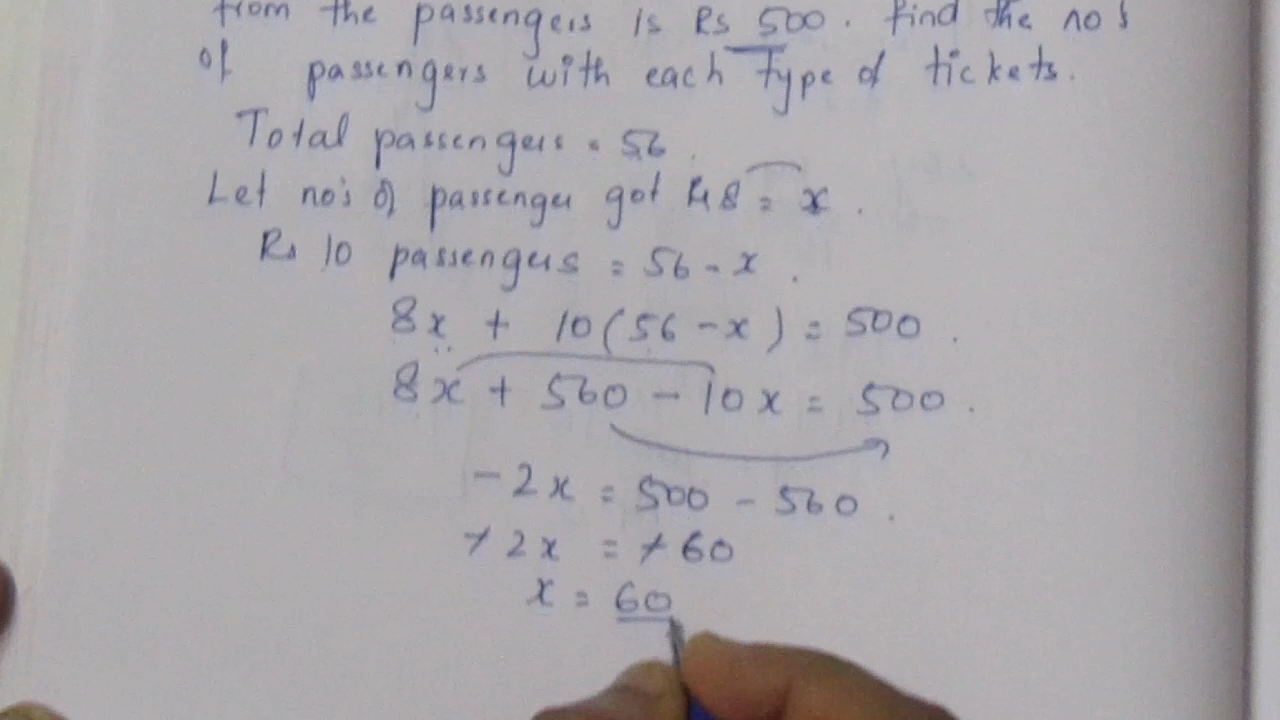 from the passengers is Rs 500. find the no's
of passengers with each type of tickets.
Total passengers = 56.
Let no's of passenger got Rs 8 = x.
Rs 10 passengers = 56 - x.
8x + 10(56 - x) = 500.
8x + 560 - 10x = 500.
-2x = 500 - 560.
-2x = -60
x = 60